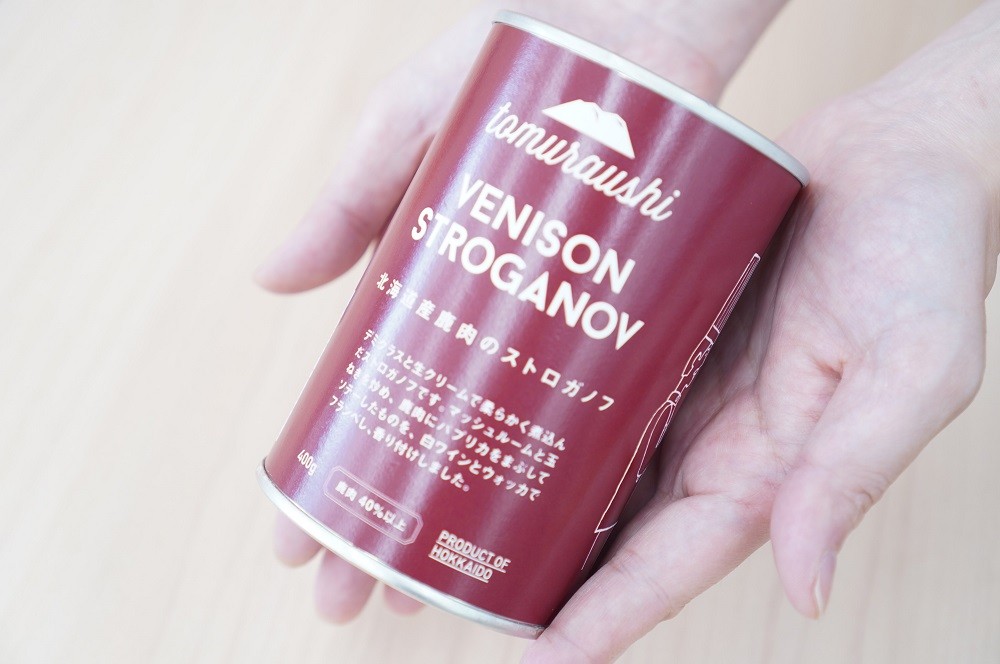 tomuraushi
VENISON
STROGANOV
北海道産鹿肉のストロガノフ
デミグラスと生クリームで柔らかく煮込ん
だストロガノフです。マッシュルームと玉
ねぎを炒め、鹿肉にパプリカをまぶして
ソテーしたものを、白ワインとウォッカで
フランベし、香り付けしました。
400g
鹿肉 40%以上
PRODUCT OF
HOKKAIDO